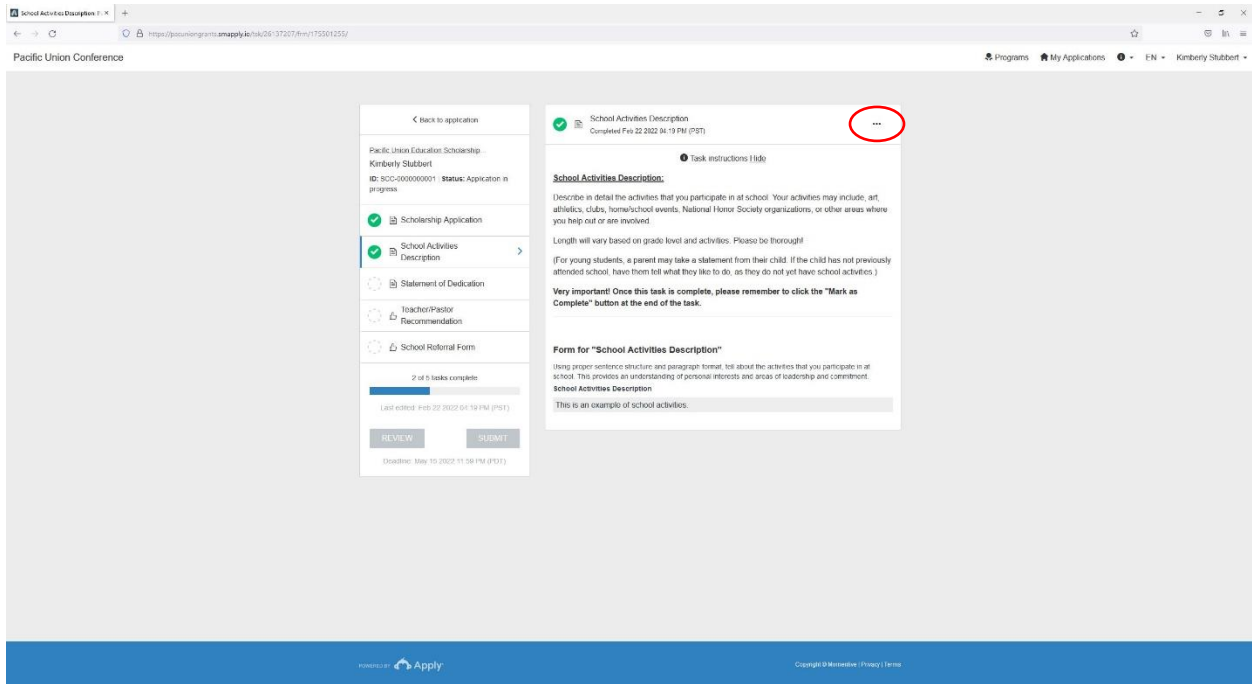 School Activities Description
https://pacuniongrants.smapply.io/tsk/26137207/frm/175501255/
Pacific Union Conference
Programs My Applications EN Kimberly Stubbert
Back to application
Pacific Union Education Scholarship...
Kimberly Stubbert
ID: SCC-0000000001 Status: Application in
progress
Scholarship Application
School Activities
Description
Statement of Dedication
Teacher/Pastor
Recommendation
School Referral Form
2 of 5 tasks complete
Last edited: Feb 22 2022 04:19 PM (PST)
REVIEW SUBMIT
Deadline: May 15 2022 11:59 PM (PDT)
School Activities Description
Completed Feb 22 2022 04:19 PM (PST)
...
Task instructions Hide
School Activities Description:
Describe in detail the activities that you participate in at school. Your activities may include, art,
athletics, clubs, home/school events, National Honor Society organizations, or other areas where
you help out or are involved.
Length will vary based on grade level and activities. Please be thorough!
(For young students, a parent may take a statement from their child. If the child has not previously
attended school, have them tell what they like to do, as they do not yet have school activities.)
Very important! Once this task is complete, please remember to click the "Mark as
Complete" button at the end of the task.
Form for "School Activities Description"
Using proper sentence structure and paragraph format, tell about the activities that you participate in at
school. This provides an understanding of personal interests and areas of leadership and commitment.
School Activities Description
This is an example of school activities.
POWERED BY Apply
Copyright © Momentive | Privacy | Terms